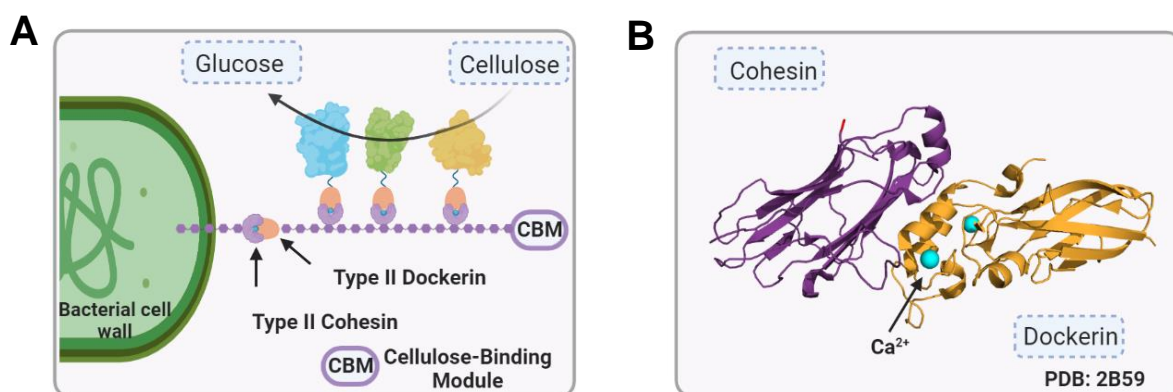 A
Glucose
Cellulose
CBM
Type II Dockerin
Bacterial cell
wall
Type II Cohesin
CBM
Cellulose-Binding
Module
B
Cohesin
Ca²⁺
Dockerin
PDB: 2B59